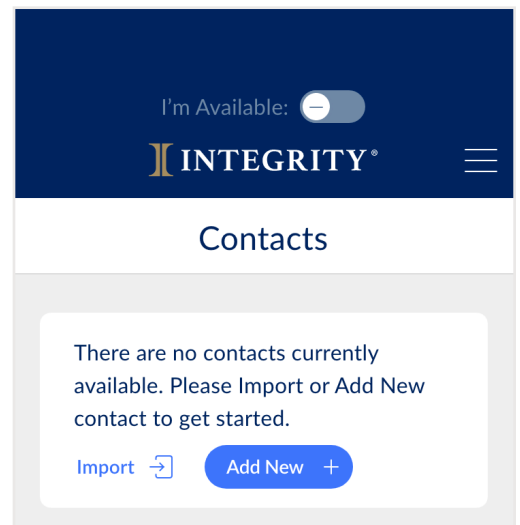 I’m Available:
INTEGRITY®
Contacts
There are no contacts currently
available. Please Import or Add New
contact to get started.
Import
Add New